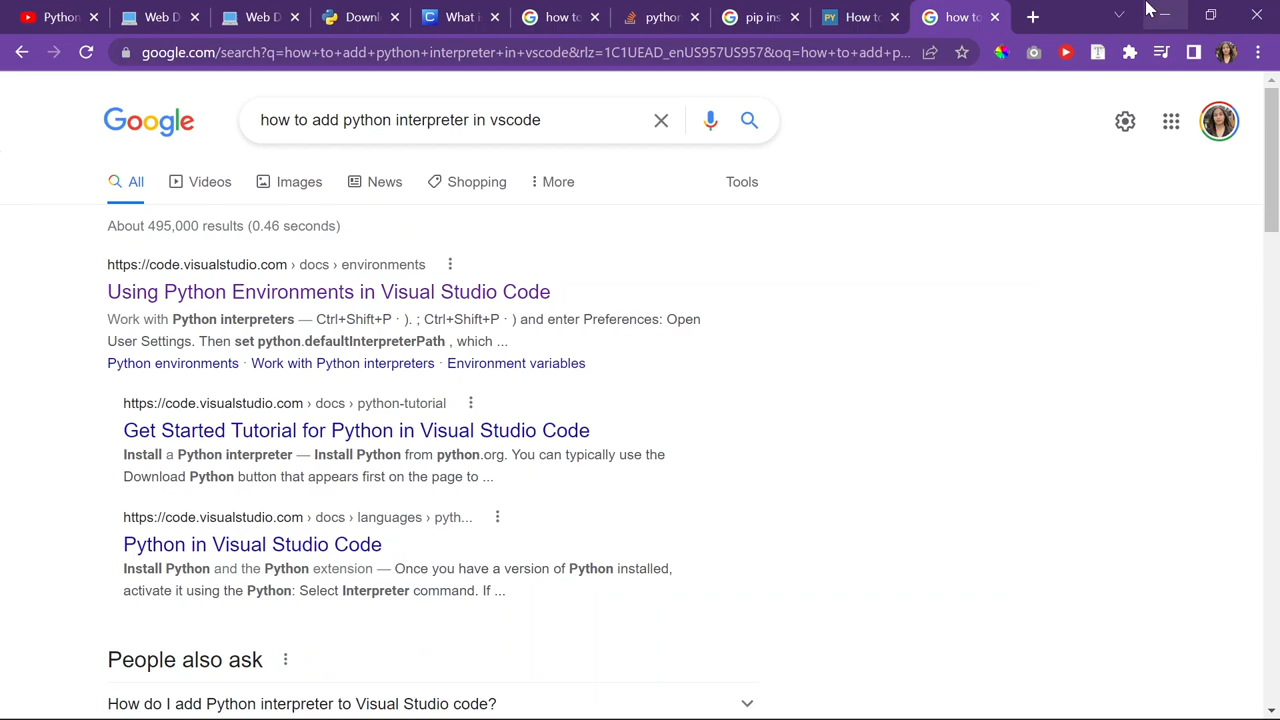 Python
Web D
Web D
Downl
What i
how to
pythor
pip ins
PY
How to
how to
google.com/search?q=how+to+add+python+interpreter+in+vscode&rlz=1C1UEAD_enUS957US957&oq=how+to+add+p...
Google
how to add python interpreter in vscode
All
Videos
Images
News
Shopping
More
Tools
About 495,000 results (0.46 seconds)
https://code.visualstudio.com › docs › environments
Using Python Environments in Visual Studio Code
Work with Python interpreters — Ctrl+Shift+P · ). ; Ctrl+Shift+P · ) and enter Preferences: Open
User Settings. Then set python.defaultInterpreterPath , which ...
Python environments · Work with Python interpreters · Environment variables
https://code.visualstudio.com › docs › python-tutorial
Get Started Tutorial for Python in Visual Studio Code
Install a Python interpreter — Install Python from python.org. You can typically use the
Download Python button that appears first on the page to ...
https://code.visualstudio.com › docs › languages › pyth...
Python in Visual Studio Code
Install Python and the Python extension — Once you have a version of Python installed,
activate it using the Python: Select Interpreter command. If ...
People also ask
How do I add Python interpreter to Visual Studio code?